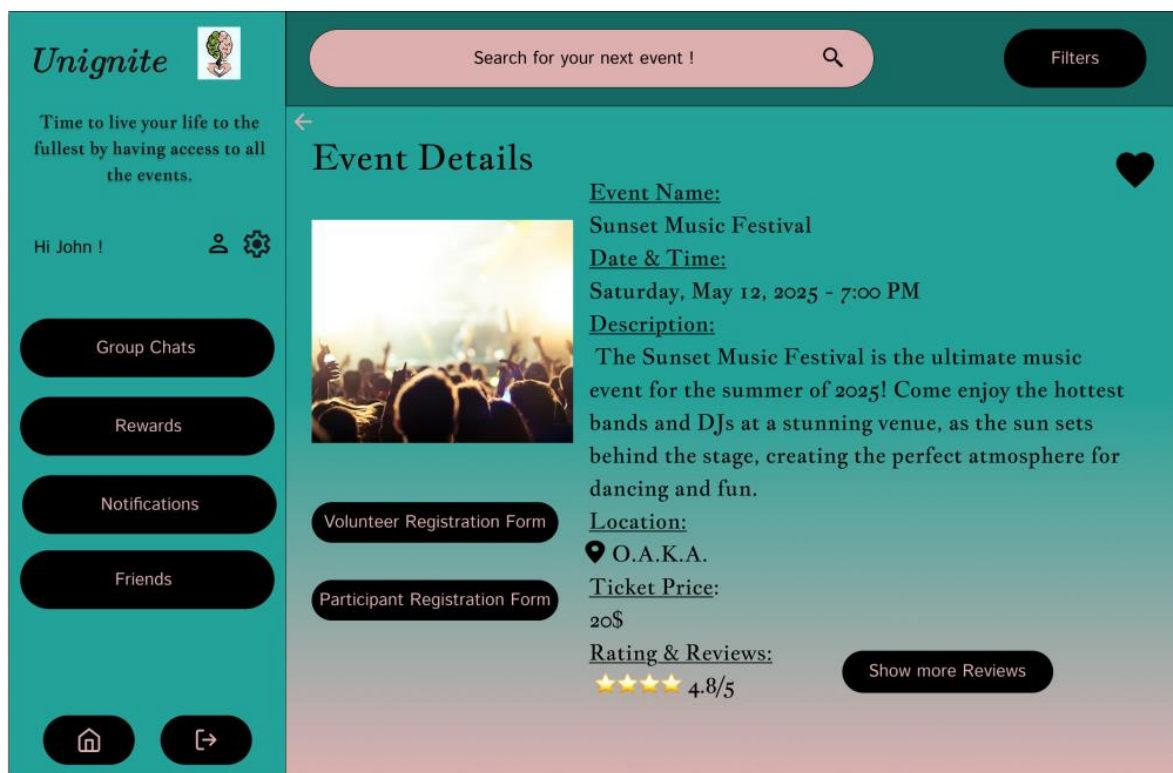 Unignite
Time to live your life to the
fullest by having access to all
the events.
Hi John !
Group Chats
Rewards
Notifications
Friends
Search for your next event !
Filters
Event Details
Volunteer Registration Form
Participant Registration Form
Event Name:
Sunset Music Festival
Date & Time:
Saturday, May 12, 2025 - 7:00 PM
Description:
The Sunset Music Festival is the ultimate music
event for the summer of 2025! Come enjoy the hottest
bands and DJs at a stunning venue, as the sun sets
behind the stage, creating the perfect atmosphere for
dancing and fun.
Location:
O.A.K.A.
Ticket Price:
20$
Rating & Reviews:
4.8/5
Show more Reviews